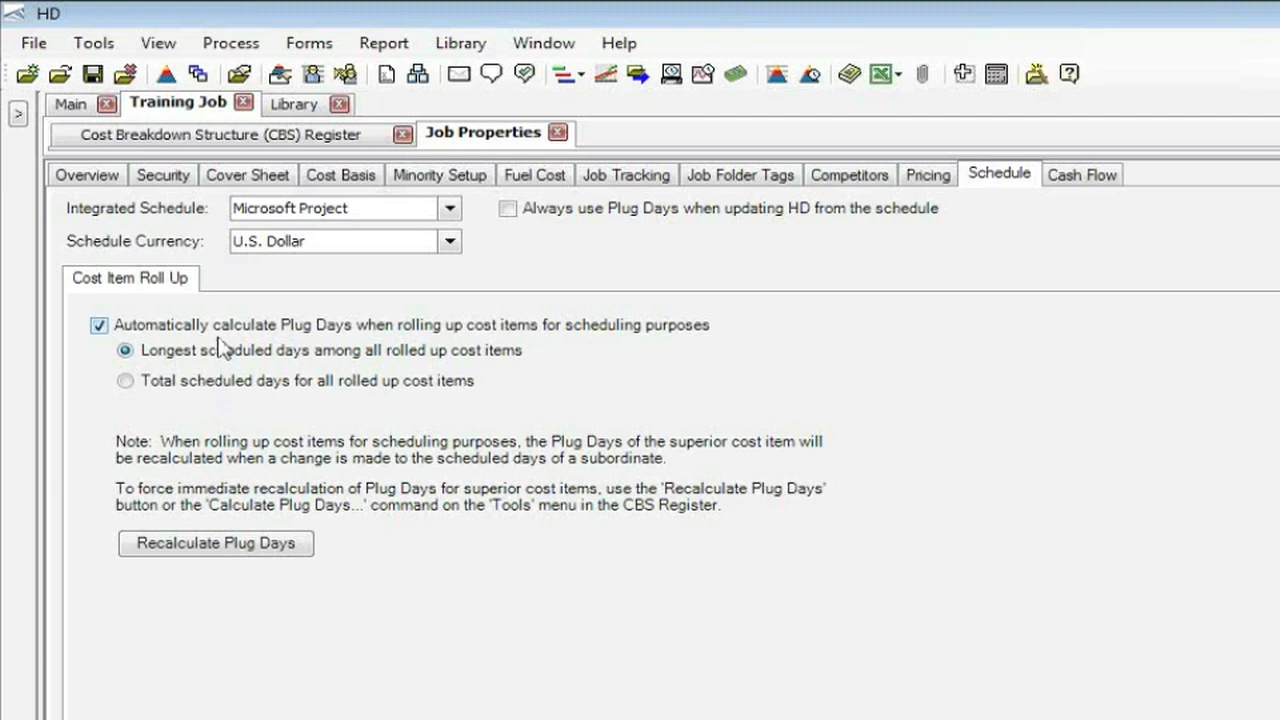 HD
File Tools View Process Forms Report Library Window Help
Main Training Job Library
>
Cost Breakdown Structure (CBS) Register Job Properties
Overview Security Cover Sheet Cost Basis Minority Setup Fuel Cost Job Tracking Job Folder Tags Competitors Pricing Schedule Cash Flow
Integrated Schedule: Microsoft Project Always use Plug Days when updating HD from the schedule
Schedule Currency: U.S. Dollar
Cost Item Roll Up
Automatically calculate Plug Days when rolling up cost items for scheduling purposes
Longest scheduled days among all rolled up cost items
Total scheduled days for all rolled up cost items
Note: When rolling up cost items for scheduling purposes, the Plug Days of the superior cost item will
be recalculated when a change is made to the scheduled days of a subordinate.
To force immediate recalculation of Plug Days for superior cost items, use the 'Recalculate Plug Days'
button or the 'Calculate Plug Days...' command on the 'Tools' menu in the CBS Register.
Recalculate Plug Days